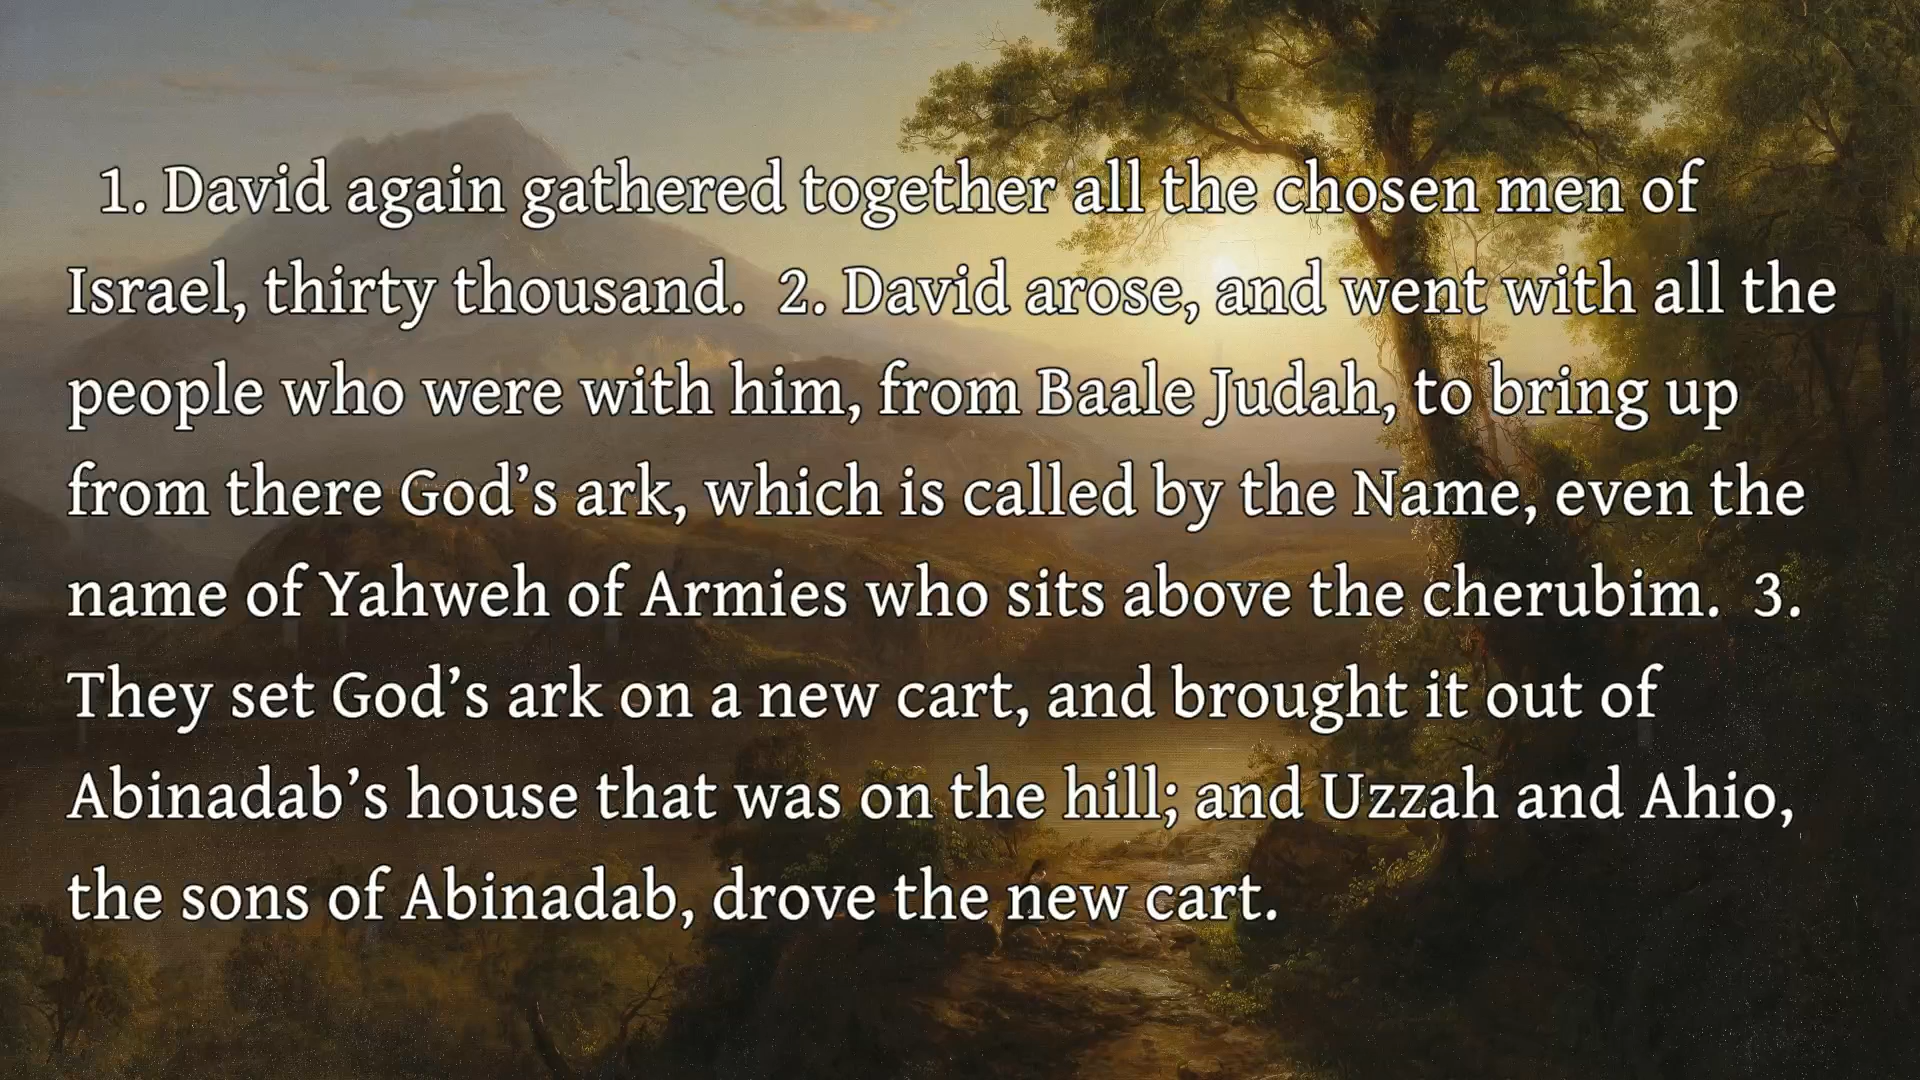 1. David again gathered together all the chosen men of
Israel, thirty thousand.  2. David arose, and went with all the
people who were with him, from Baale Judah, to bring up
from there God’s ark, which is called by the Name, even the
name of Yahweh of Armies who sits above the cherubim.  3.
They set God’s ark on a new cart, and brought it out of
Abinadab’s house that was on the hill; and Uzzah and Ahio,
the sons of Abinadab, drove the new cart.